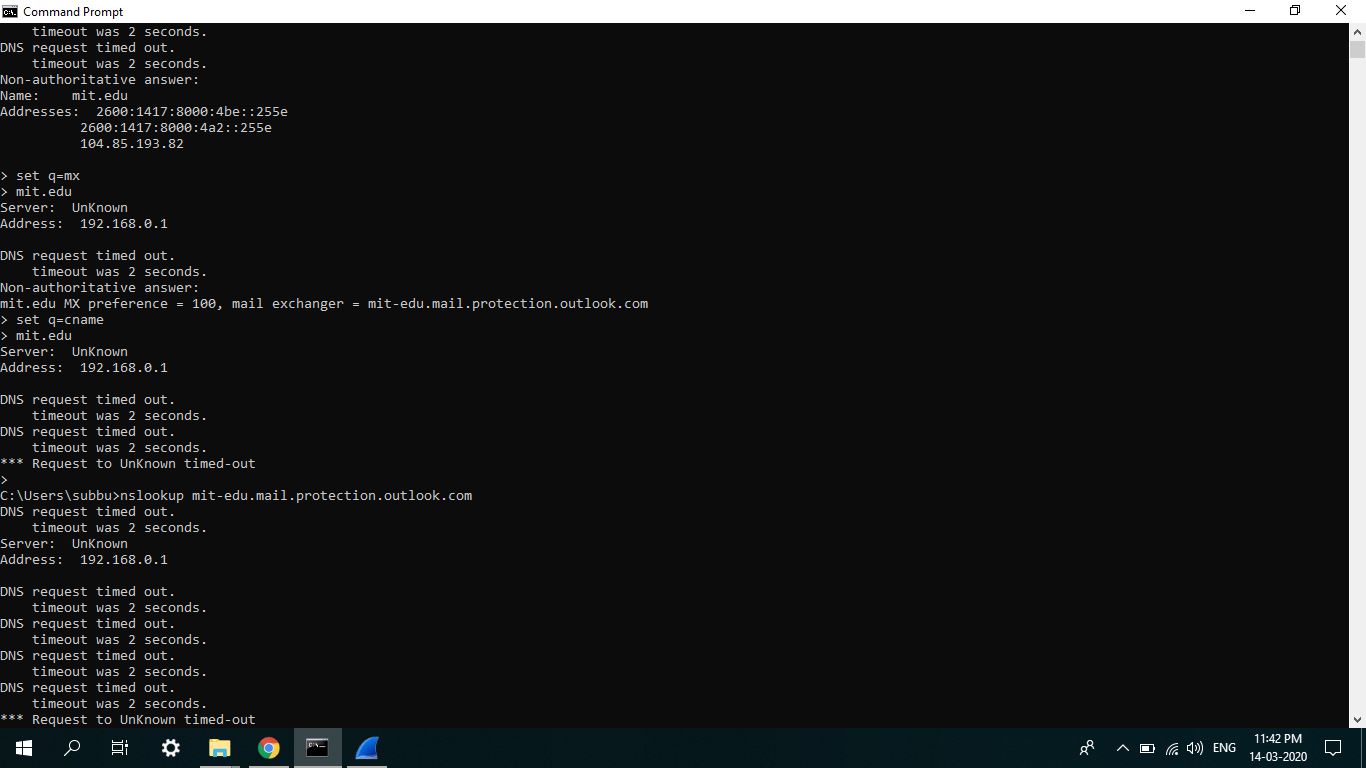 Command Prompt
timeout was 2 seconds.
DNS request timed out.
timeout was 2 seconds.
Non-authoritative answer:
Name:    mit.edu
Addresses:  2600:1417:8000:4be::255e
2600:1417:8000:4a2::255e
104.85.193.82
> set q=mx
> mit.edu
Server:  UnKnown
Address:  192.168.0.1
DNS request timed out.
timeout was 2 seconds.
Non-authoritative answer:
mit.edu MX preference = 100, mail exchanger = mit-edu.mail.protection.outlook.com
> set q=cname
> mit.edu
Server:  UnKnown
Address:  192.168.0.1
DNS request timed out.
timeout was 2 seconds.
DNS request timed out.
timeout was 2 seconds.
*** Request to UnKnown timed-out
>
C:\Users\subbu>nslookup mit-edu.mail.protection.outlook.com
DNS request timed out.
timeout was 2 seconds.
Server:  UnKnown
Address:  192.168.0.1
DNS request timed out.
timeout was 2 seconds.
DNS request timed out.
timeout was 2 seconds.
DNS request timed out.
timeout was 2 seconds.
DNS request timed out.
timeout was 2 seconds.
*** Request to UnKnown timed-out
ENG
11:42 PM
14-03-2020